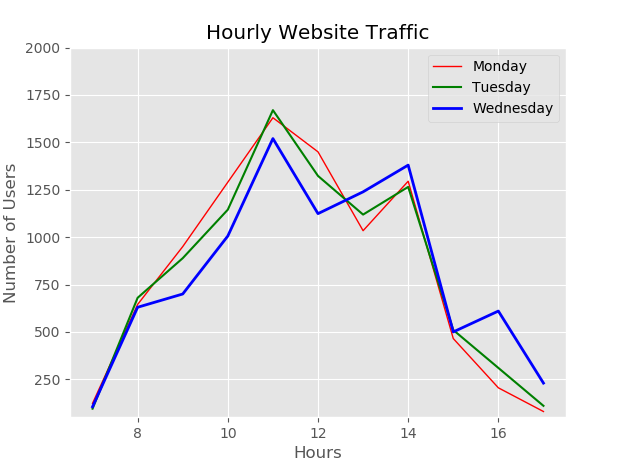 Hourly Website Traffic
2000
1750
1500
1250
1000
750
500
250
Number of Users
Monday
Tuesday
Wednesday
8 10 12 14 16
Hours